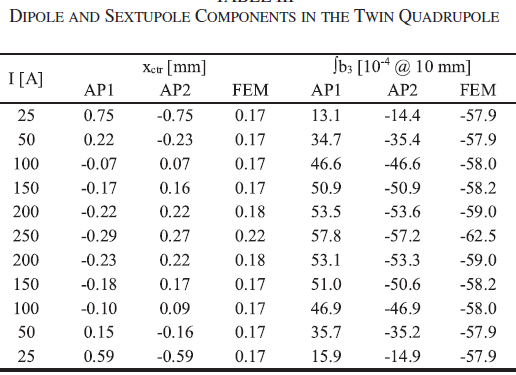 TABLE III
DIPOLE AND SEXTUPOLE COMPONENTS IN THE TWIN QUADRUPOLE
I [A] xctr [mm] ∫b3 [10-4 @ 10 mm]
AP1 AP2 FEM AP1 AP2 FEM
25 0.75 -0.75 0.17 13.1 -14.4 -57.9
50 0.22 -0.23 0.17 34.7 -35.4 -57.9
100 -0.07 0.07 0.17 46.6 -46.6 -58.0
150 -0.17 0.16 0.17 50.9 -50.9 -58.2
200 -0.22 0.22 0.18 53.5 -53.6 -59.0
250 -0.29 0.27 0.22 57.8 -57.2 -62.5
200 -0.23 0.22 0.18 53.1 -53.3 -59.0
150 -0.18 0.17 0.17 51.0 -50.6 -58.2
100 -0.10 0.09 0.17 46.9 -46.9 -58.0
50 0.15 -0.16 0.17 35.7 -35.2 -57.9
25 0.59 -0.59 0.17 15.9 -14.9 -57.9